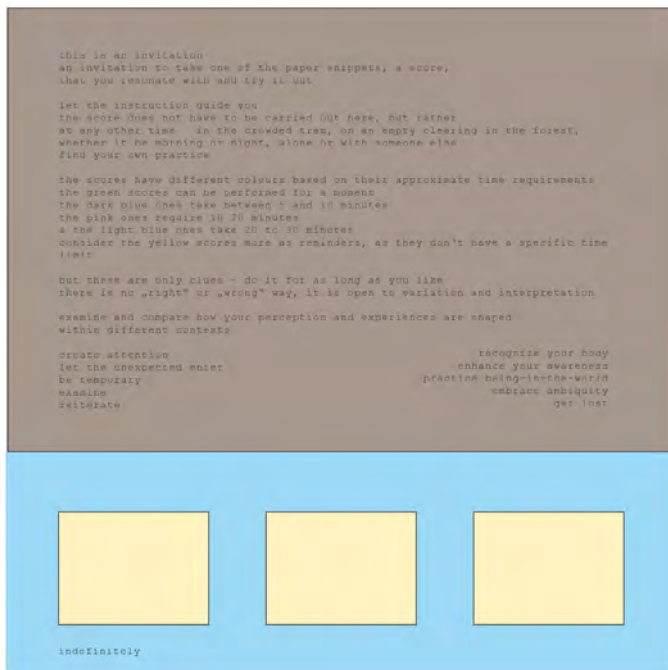 this is an invitation
an invitation to take one of the paper snippets, a score,
that you resonate with and try it out
let the instruction guide you
the score does not have to be carried out here, but rather
at any other time in the crowded tram, on an empty clearing in the forest,
whether it be morning or night, alone or with someone else
find your own practice
the scores have different colours based on their approximate time requirements
the green scores can be performed for a moment
the dark blue ones take between 5 and 10 minutes
the pink ones require 10 20 minutes
& the light blue ones take 20 to 30 minutes
consider the yellow scores more as reminders, as they don't have a specific time
limit
but these are only clues - do it for as long as you like
there is no „right" or „wrong" way, it is open to variation and interpretation
examine and compare how your perception and experiences are shaped
within different contexts
create attention
let the unexpected enter
be temporary
examine
reiterate
recognize your body
enhance your awareness
practice being-in-the-world
embrace ambiguity
get lost
indefinitely